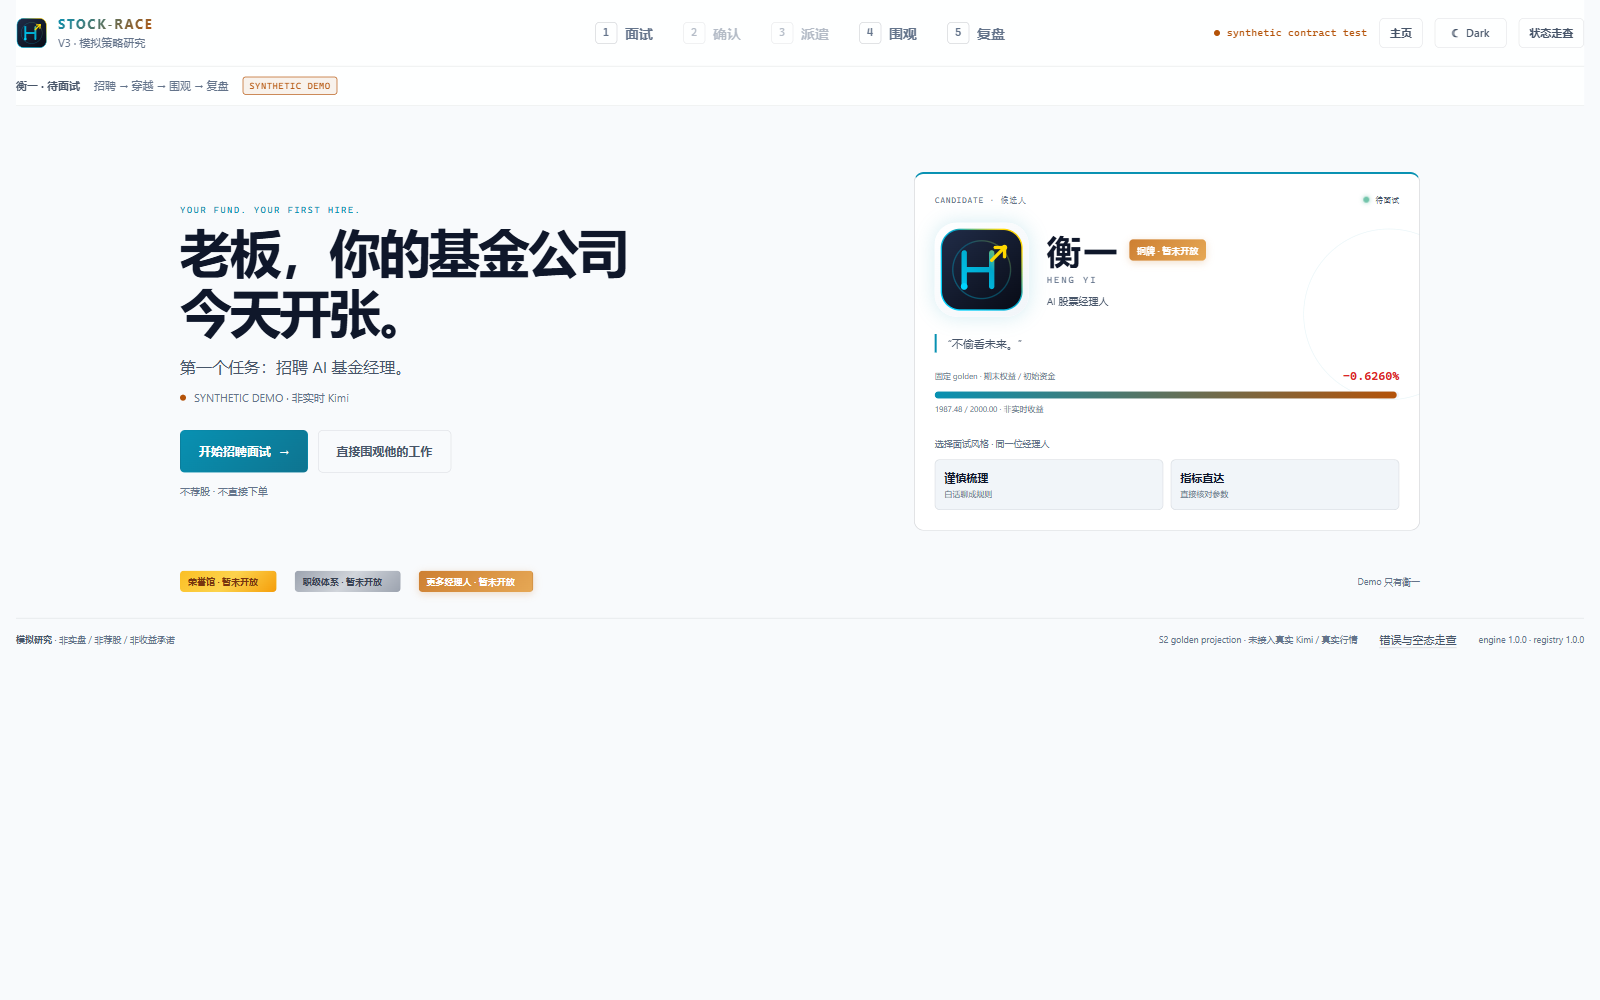 STOCK-RACE
V3 · 模拟策略研究
1 面试
2 确认
3 派遣
4 围观
5 复盘
synthetic contract test
主页
☾ Dark
状态走查
衡一 · 待面试 招聘 → 穿越 → 围观 → 复盘 SYNTHETIC DEMO
YOUR FUND. YOUR FIRST HIRE.
老板，你的基金公司
今天开张。
第一个任务：招聘 AI 基金经理。
SYNTHETIC DEMO · 非实时 Kimi
开始招聘面试 →
直接围观他的工作
不荐股 · 不直接下单
CANDIDATE · 候选人
待面试
衡一
铜牌 · 暂未开放
HENG YI
AI 股票经理人
“不偷看未来。”
固定 golden · 期末权益 / 初始资金
−0.6260%
1987.48 / 2000.00 · 非实时收益
选择面试风格 · 同一位经理人
谨慎梳理
白话聊成规则
指标直达
直接核对参数
荣誉馆 · 暂未开放
职级体系 · 暂未开放
更多经理人 · 暂未开放
Demo 只有衡一
模拟研究 · 非实盘 / 非荐股 / 非收益承诺
S2 golden projection · 未接入真实 Kimi / 真实行情
错误与空态走查
engine 1.0.0 · registry 1.0.0